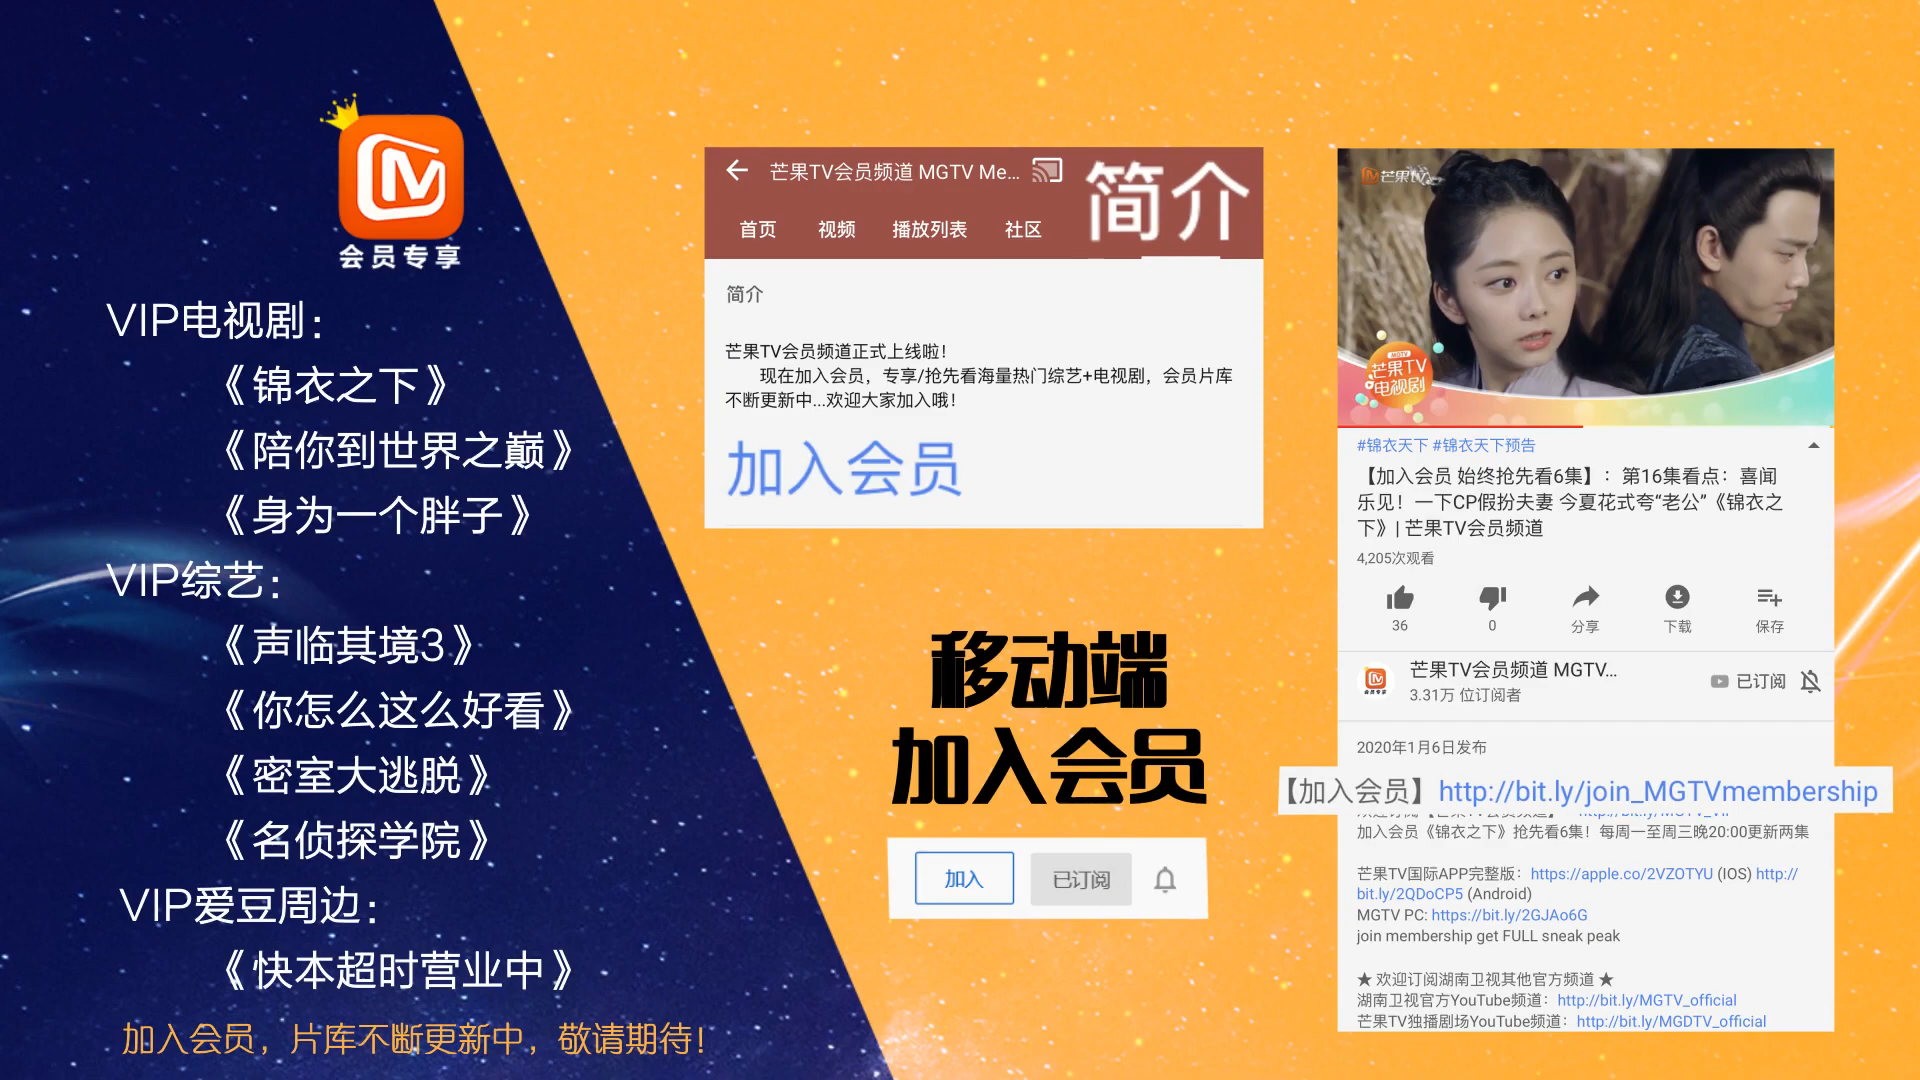 会员专享
VIP电视剧：
《锦衣之下》
《陪你到世界之巅》
《身为一个胖子》
VIP综艺：
《声临其境3》
《你怎么这么好看》
《密室大逃脱》
《名侦探学院》
VIP爱豆周边：
《快本超时营业中》
加入会员，片库不断更新中，敬请期待！
芒果TV会员频道 MGTV Me...
首页 视频 播放列表 社区 简介
简介
芒果TV会员频道正式上线啦！
现在加入会员，专享/抢先看海量热门综艺+电视剧，会员片库
不断更新中...欢迎大家加入哦！
加入会员
移动端
加入会员
加入 已订阅
芒果TV
MGTV
芒果TV
电视剧
#锦衣天下 #锦衣天下预告
【加入会员 始终抢先看6集】：第16集看点：喜闻
乐见！一下CP假扮夫妻 今夏花式夸“老公”《锦衣之
下》| 芒果TV会员频道
4,205次观看
36 0 分享 下载 保存
芒果TV会员频道 MGTV...
会员专享
3.31万 位订阅者
已订阅
2020年1月6日发布
【加入会员】http://bit.ly/join_MGTVmembership
加入会员《锦衣之下》抢先看6集！每周一至周三晚20:00更新两集
芒果TV国际APP完整版：https://apple.co/2VZOTYU (IOS) http://
bit.ly/2QDoCP5 (Android)
MGTV PC: https://bit.ly/2GJAo6G
join membership get FULL sneak peak
★ 欢迎订阅湖南卫视其他官方频道 ★
湖南卫视官方YouTube频道：http://bit.ly/MGTV_official
芒果TV独播剧场YouTube频道：http://bit.ly/MGDTV_official